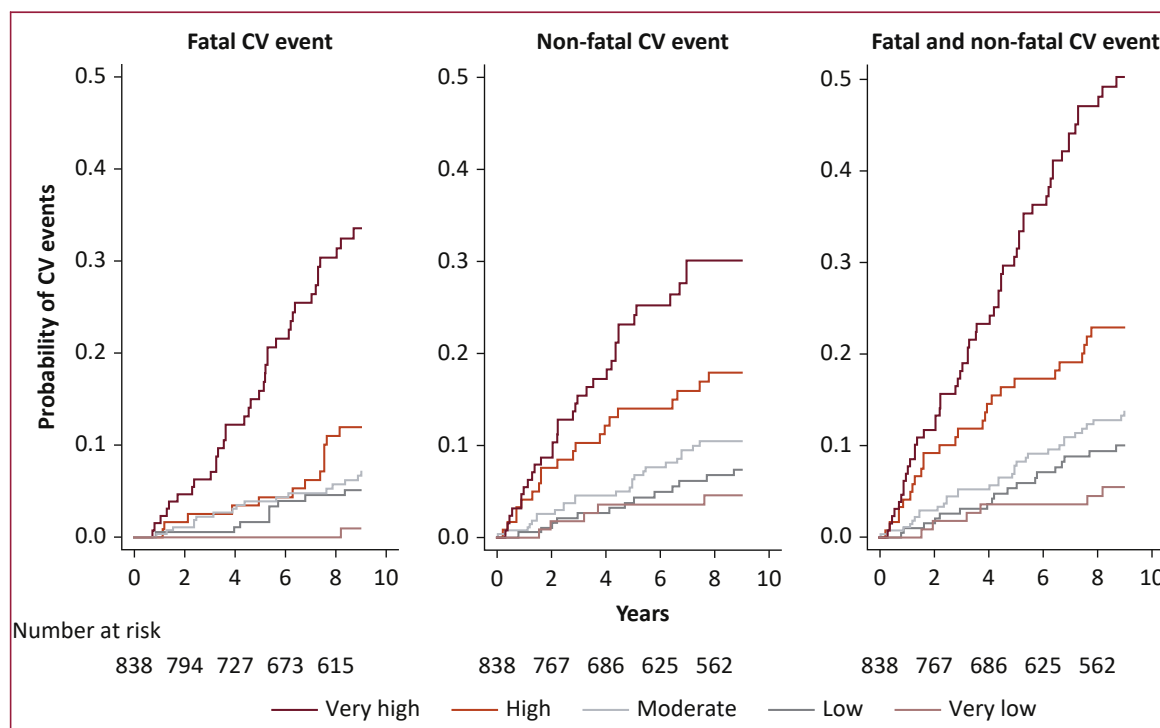 Fatal CV event
Non-fatal CV event
Fatal and non-fatal CV event
Probability of CV events
0.5
0.4
0.3
0.2
0.1
0.0
0 2 4 6 8 10
0.5
0.4
0.3
0.2
0.1
0.0
0 2 4 6 8 10
0.5
0.4
0.3
0.2
0.1
0.0
0 2 4 6 8 10
Years
Number at risk
838 794 727 673 615
838 767 686 625 562
838 767 686 625 562
Very high High Moderate Low Very low